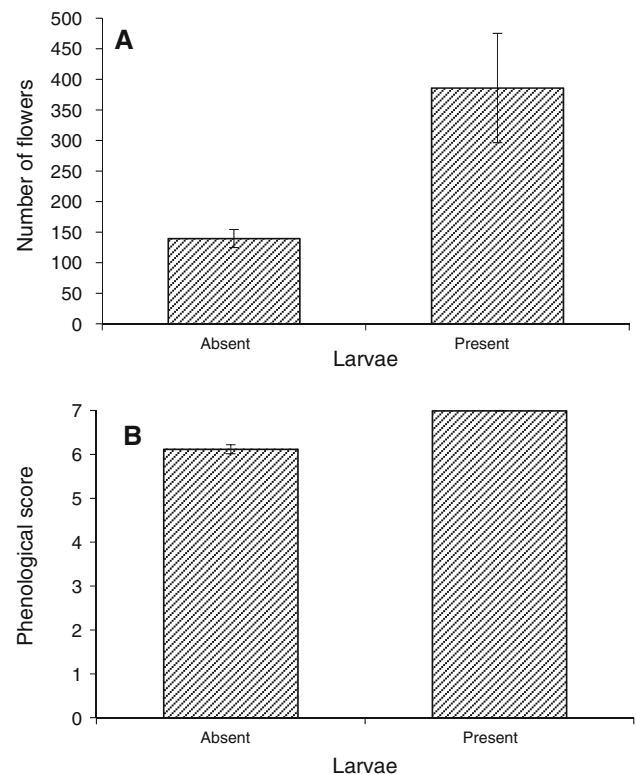 A
500
450
400
350
300
250
200
150
100
50
0
Number of flowers
Absent
Present
Larvae
B
7
6
5
4
3
2
1
0
Phenological score
Absent
Present
Larvae